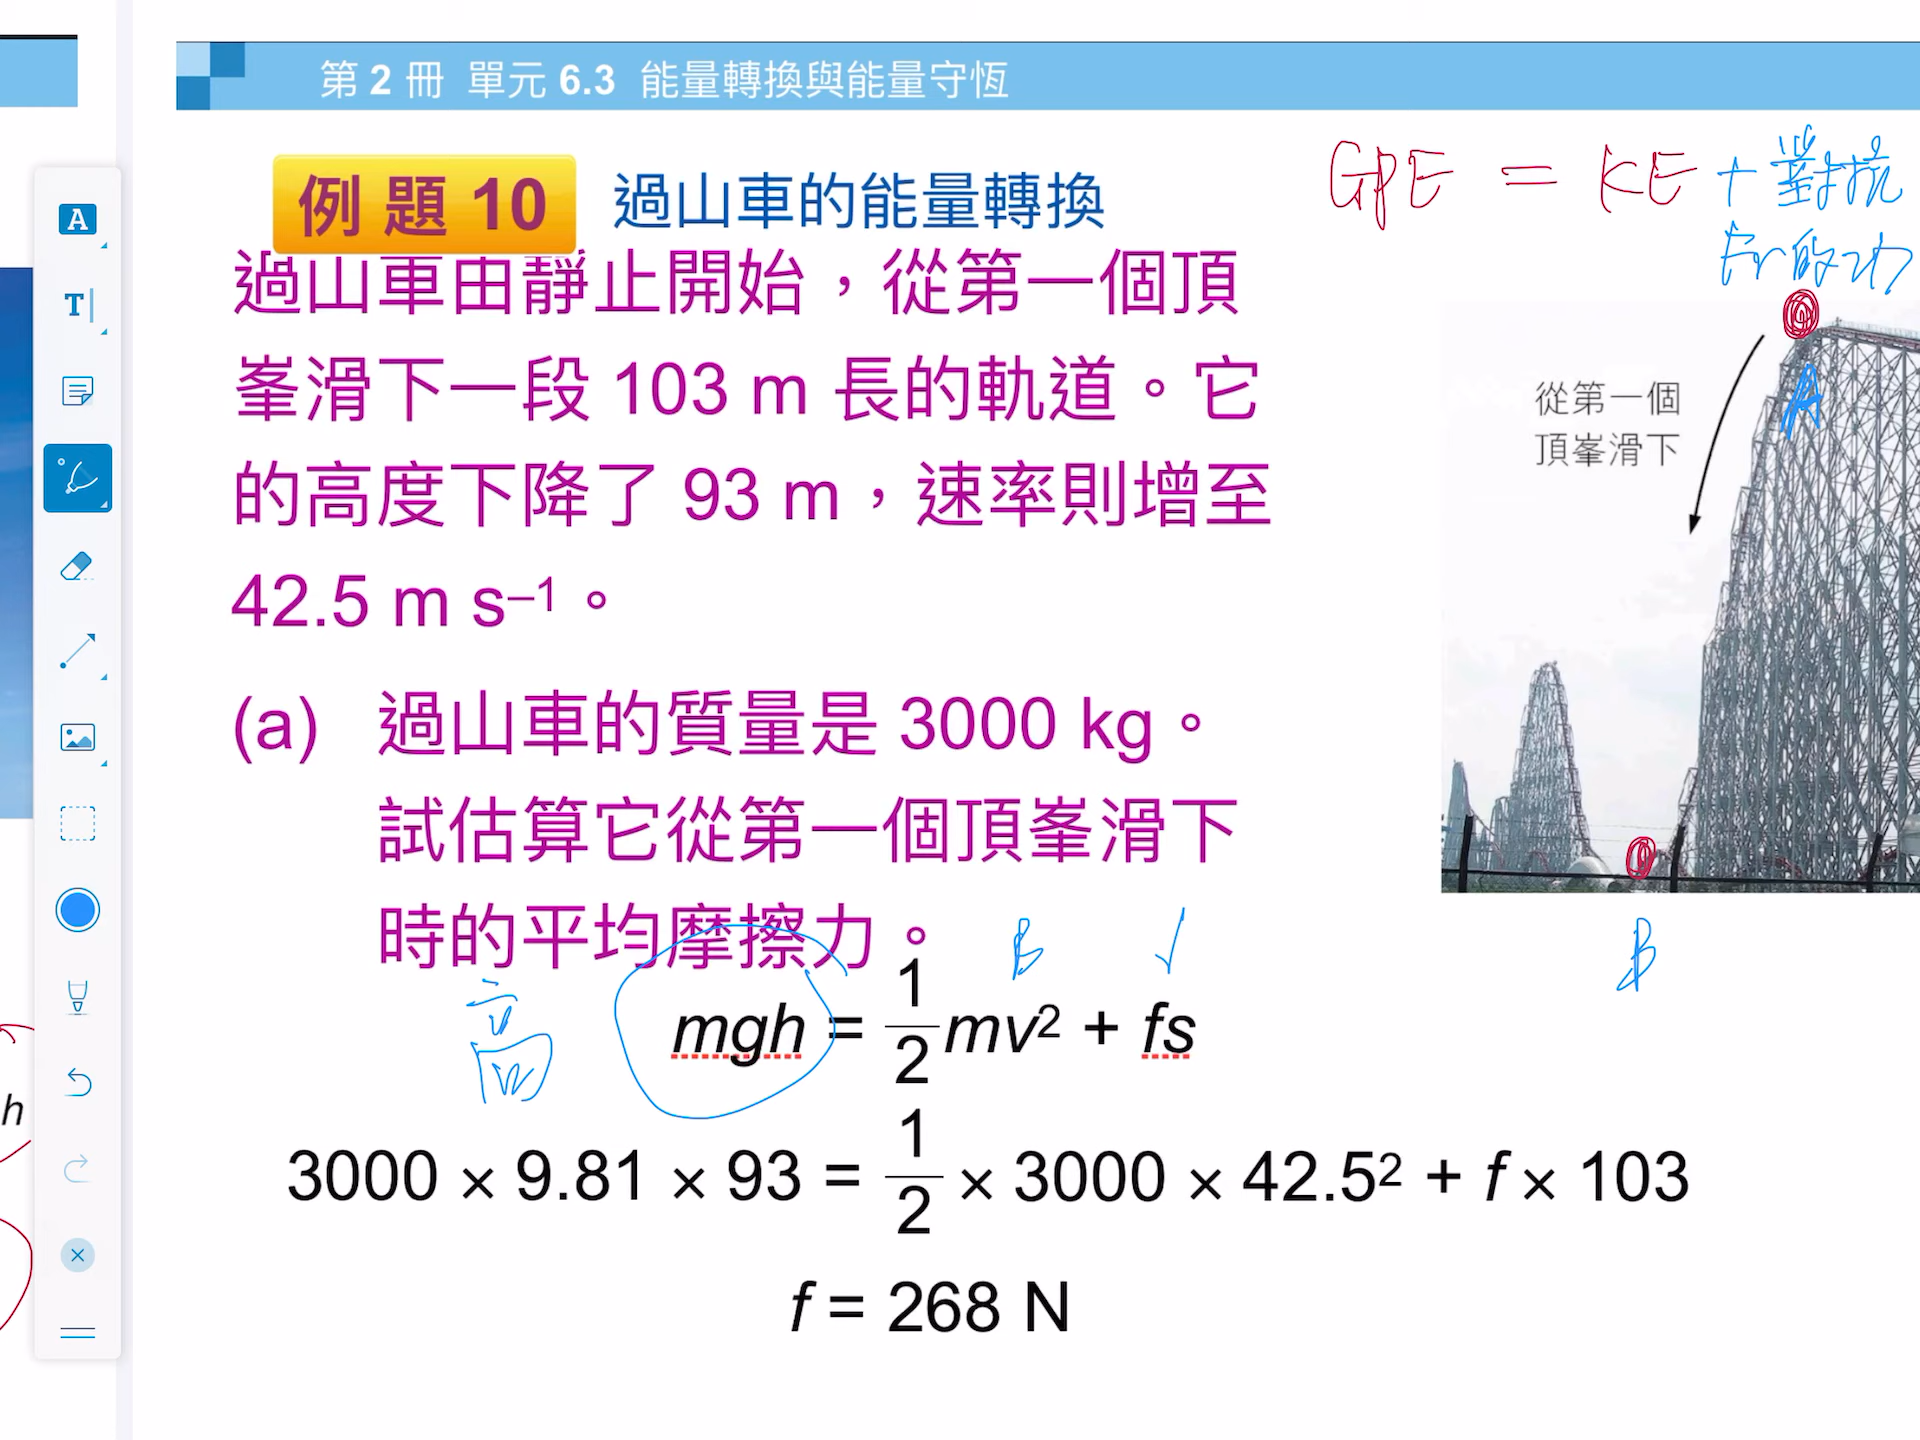 第 2 冊 單元 6.3 能量轉換與能量守恆
例 題 10 過山車的能量轉換
GPE = KE + 對抗
fr 的功
過山車由靜止開始，從第一個頂
峯滑下一段 103 m 長的軌道。它
的高度下降了 93 m，速率則增至
42.5 m s–1。
從第一個
頂峯滑下
A
(a) 過山車的質量是 3000 kg。
試估算它從第一個頂峯滑下
時的平均摩擦力。
高
B
√
B
mgh = 1/2 mv² + fs
3000 × 9.81 × 93 = 1/2 × 3000 × 42.5² + f × 103
f = 268 N
h
A
T